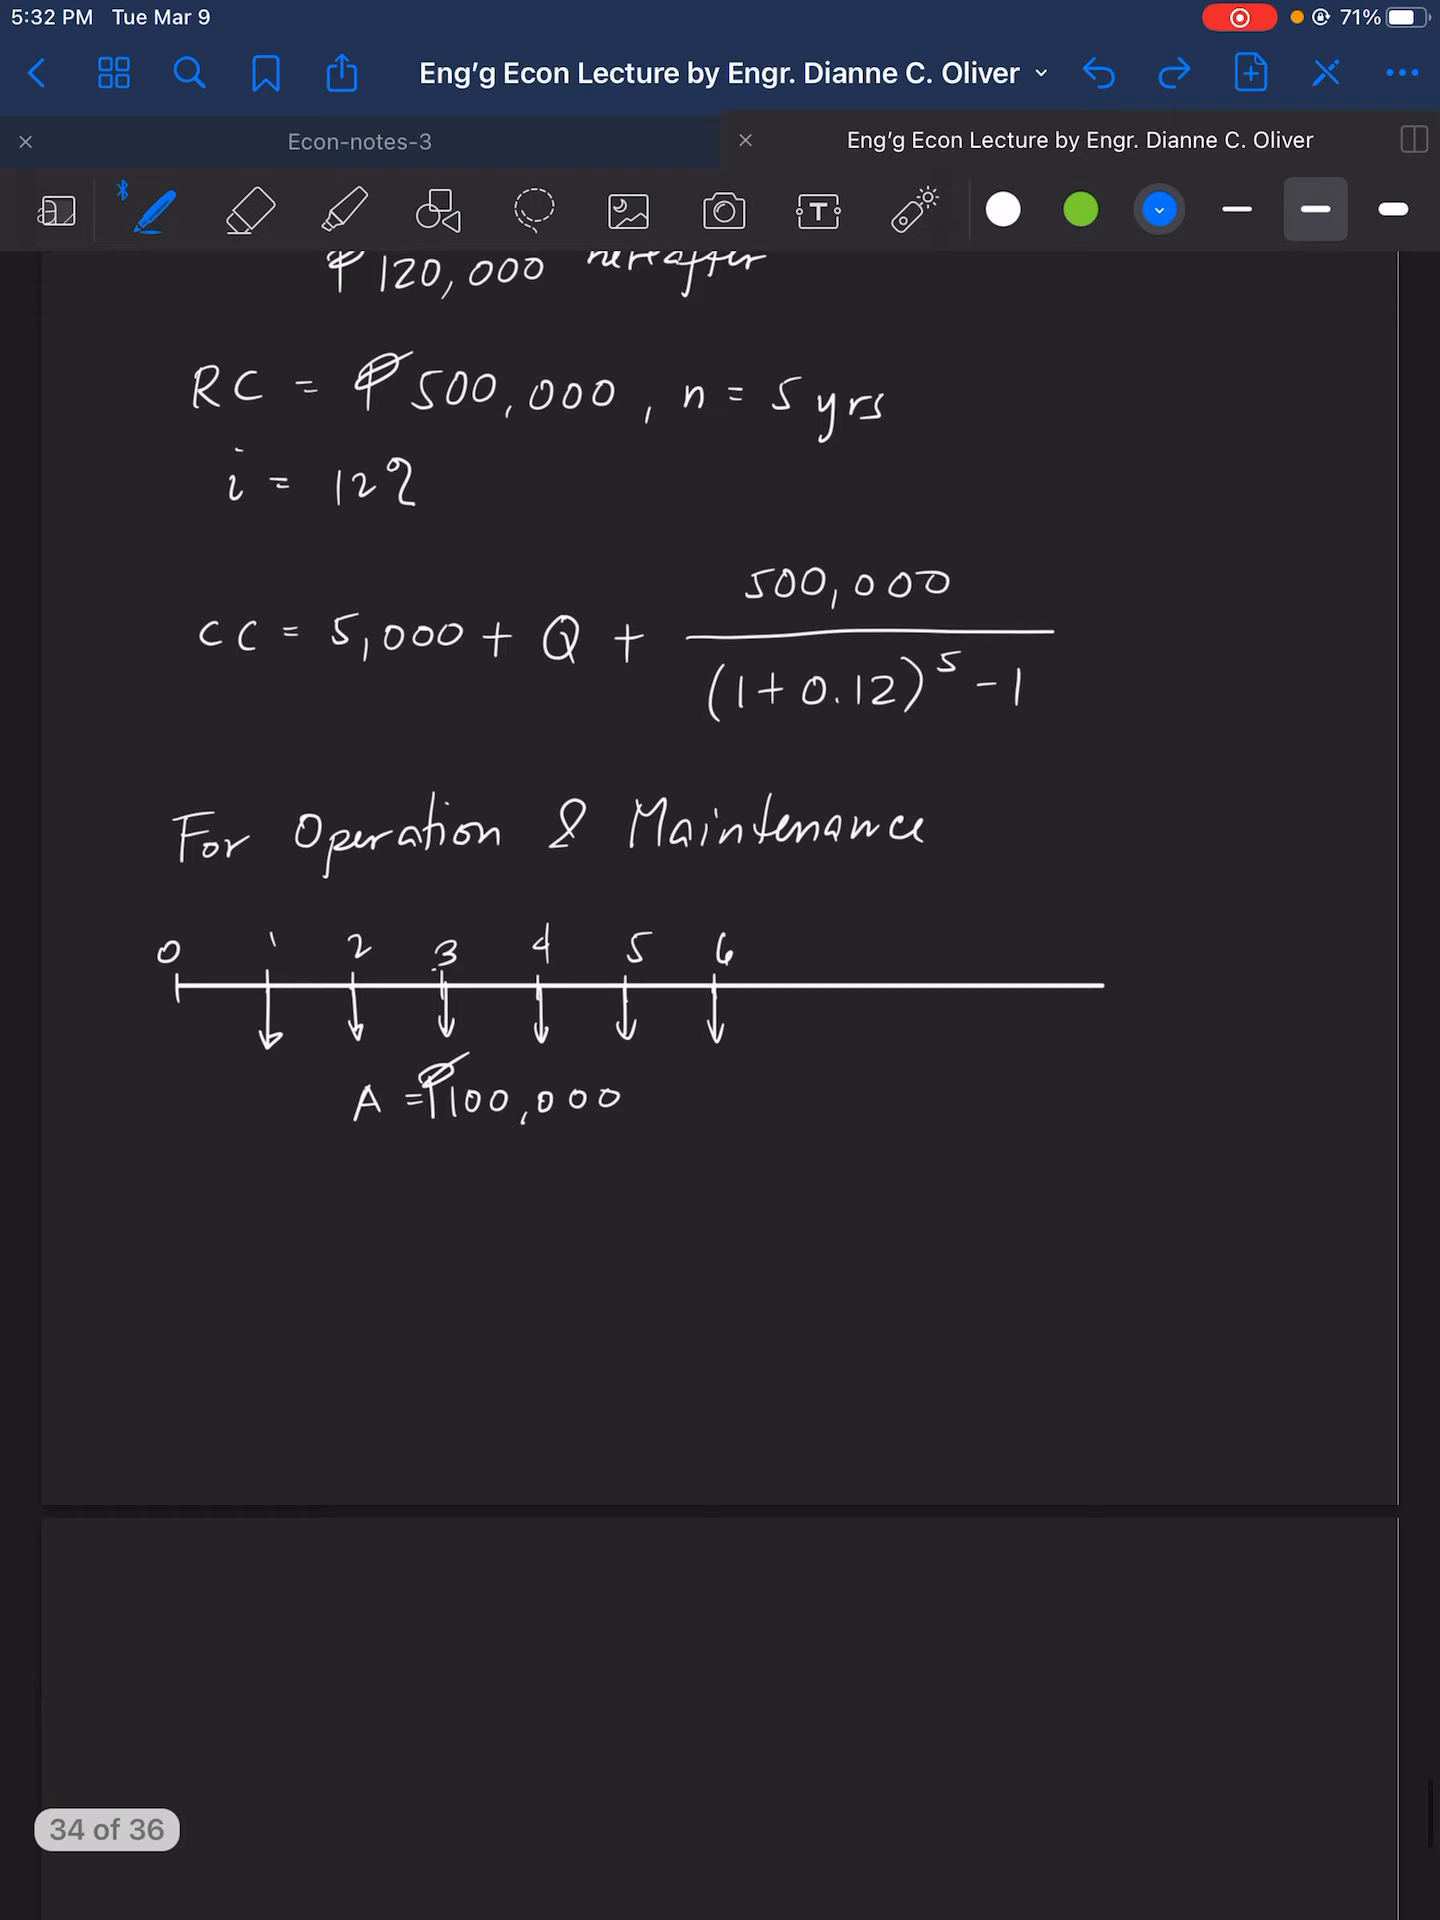 5:32 PM Tue Mar 9 71%
Eng'g Econ Lecture by Engr. Dianne C. Oliver
Econ-notes-3
Eng'g Econ Lecture by Engr. Dianne C. Oliver
T
₱120,000 hereafter
RC = ₱500,000, n = 5 yrs
i = 12%
CC = 5,000 + Q + 500,000
(1+0.12)^5 - 1
For Operation & Maintenance
0 1 2 3 4 5 6
A = ₱100,000
34 of 36